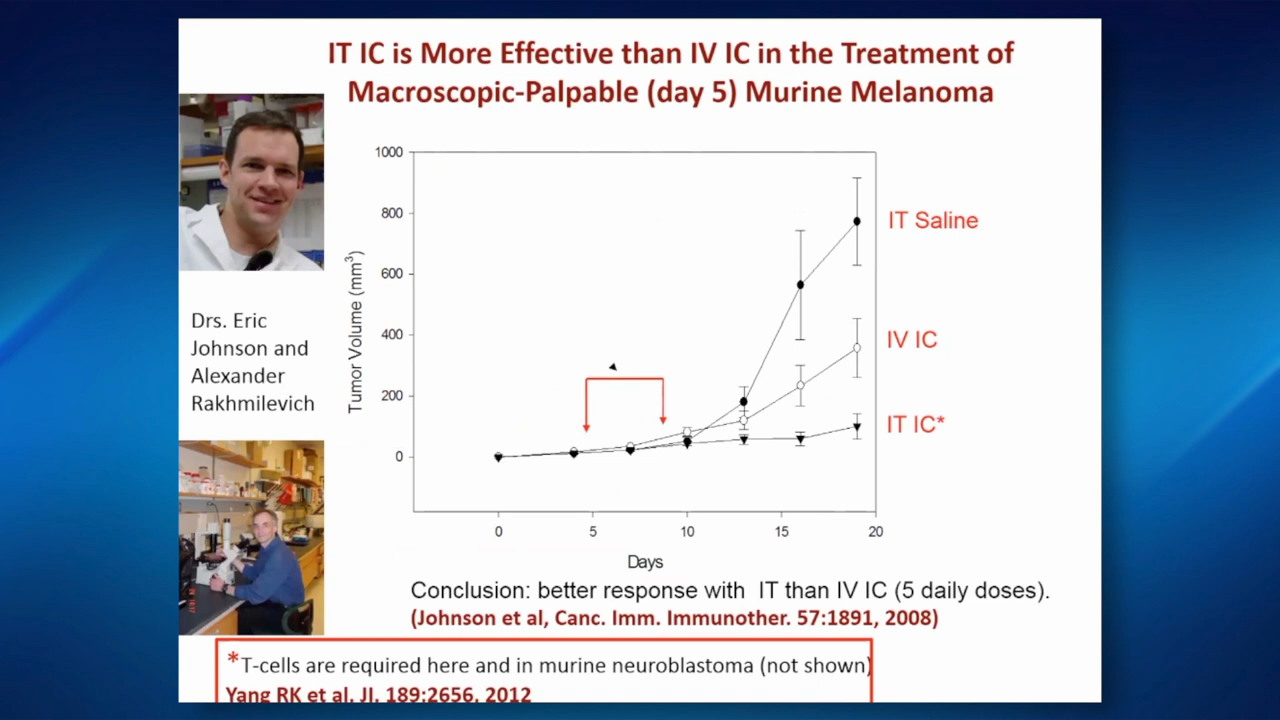 IT IC is More Effective than IV IC in the Treatment of
Macroscopic-Palpable (day 5) Murine Melanoma
Drs. Eric
Johnson and
Alexander
Rakhmilevich
Tumor Volume (mm³)
1000
800
600
400
200
0
0 5 10 15 20
Days
IT Saline
IV IC
IT IC*
Conclusion: better response with IT than IV IC (5 daily doses).
(Johnson et al, Canc. Imm. Immunother. 57:1891, 2008)
*T-cells are required here and in murine neuroblastoma (not shown)
Yang RK et al. JI. 189:2656. 2012